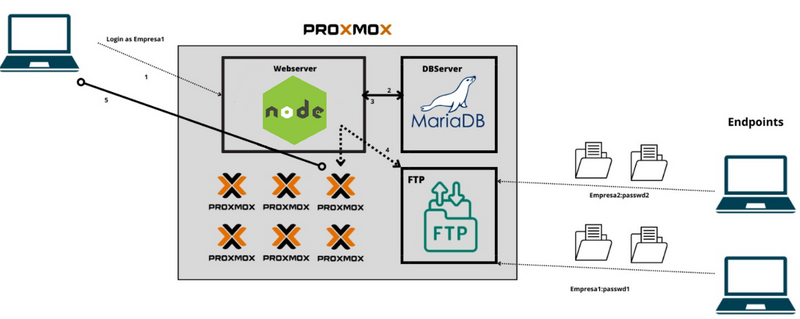 PROXMOX
Login as Empresa1
Webserver
DBServer
1
2
3
node
MariaDB
5
Endpoints
4
FTP
PROXMOX
PROXMOX
PROXMOX
FTP
Empresa2:passwd2
PROXMOX
PROXMOX
PROXMOX
Empresa1:passwd1